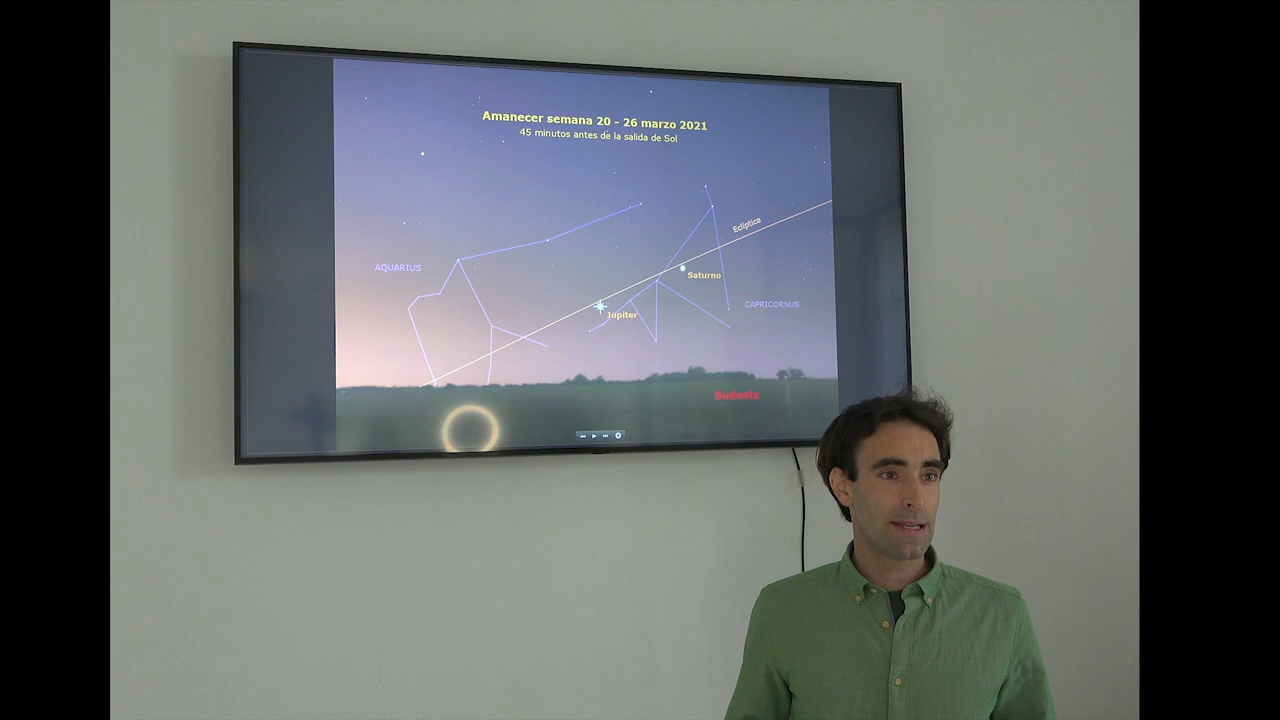 Amanecer semana 20 - 26 marzo 2021
45 minutos antes de la salida de Sol
Eclíptica
AQUARIUS
Saturno
CAPRICORNUS
Júpiter
Sudeste